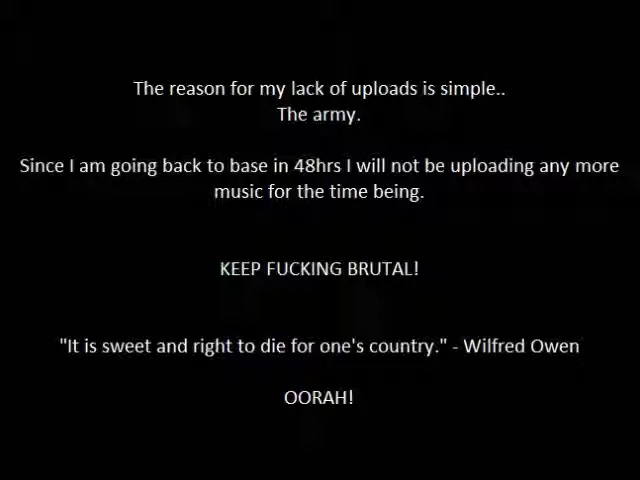 The reason for my lack of uploads is simple..
The army.
Since I am going back to base in 48hrs I will not be uploading any more
music for the time being.
KEEP FUCKING BRUTAL!
"It is sweet and right to die for one's country." - Wilfred Owen
OORAH!